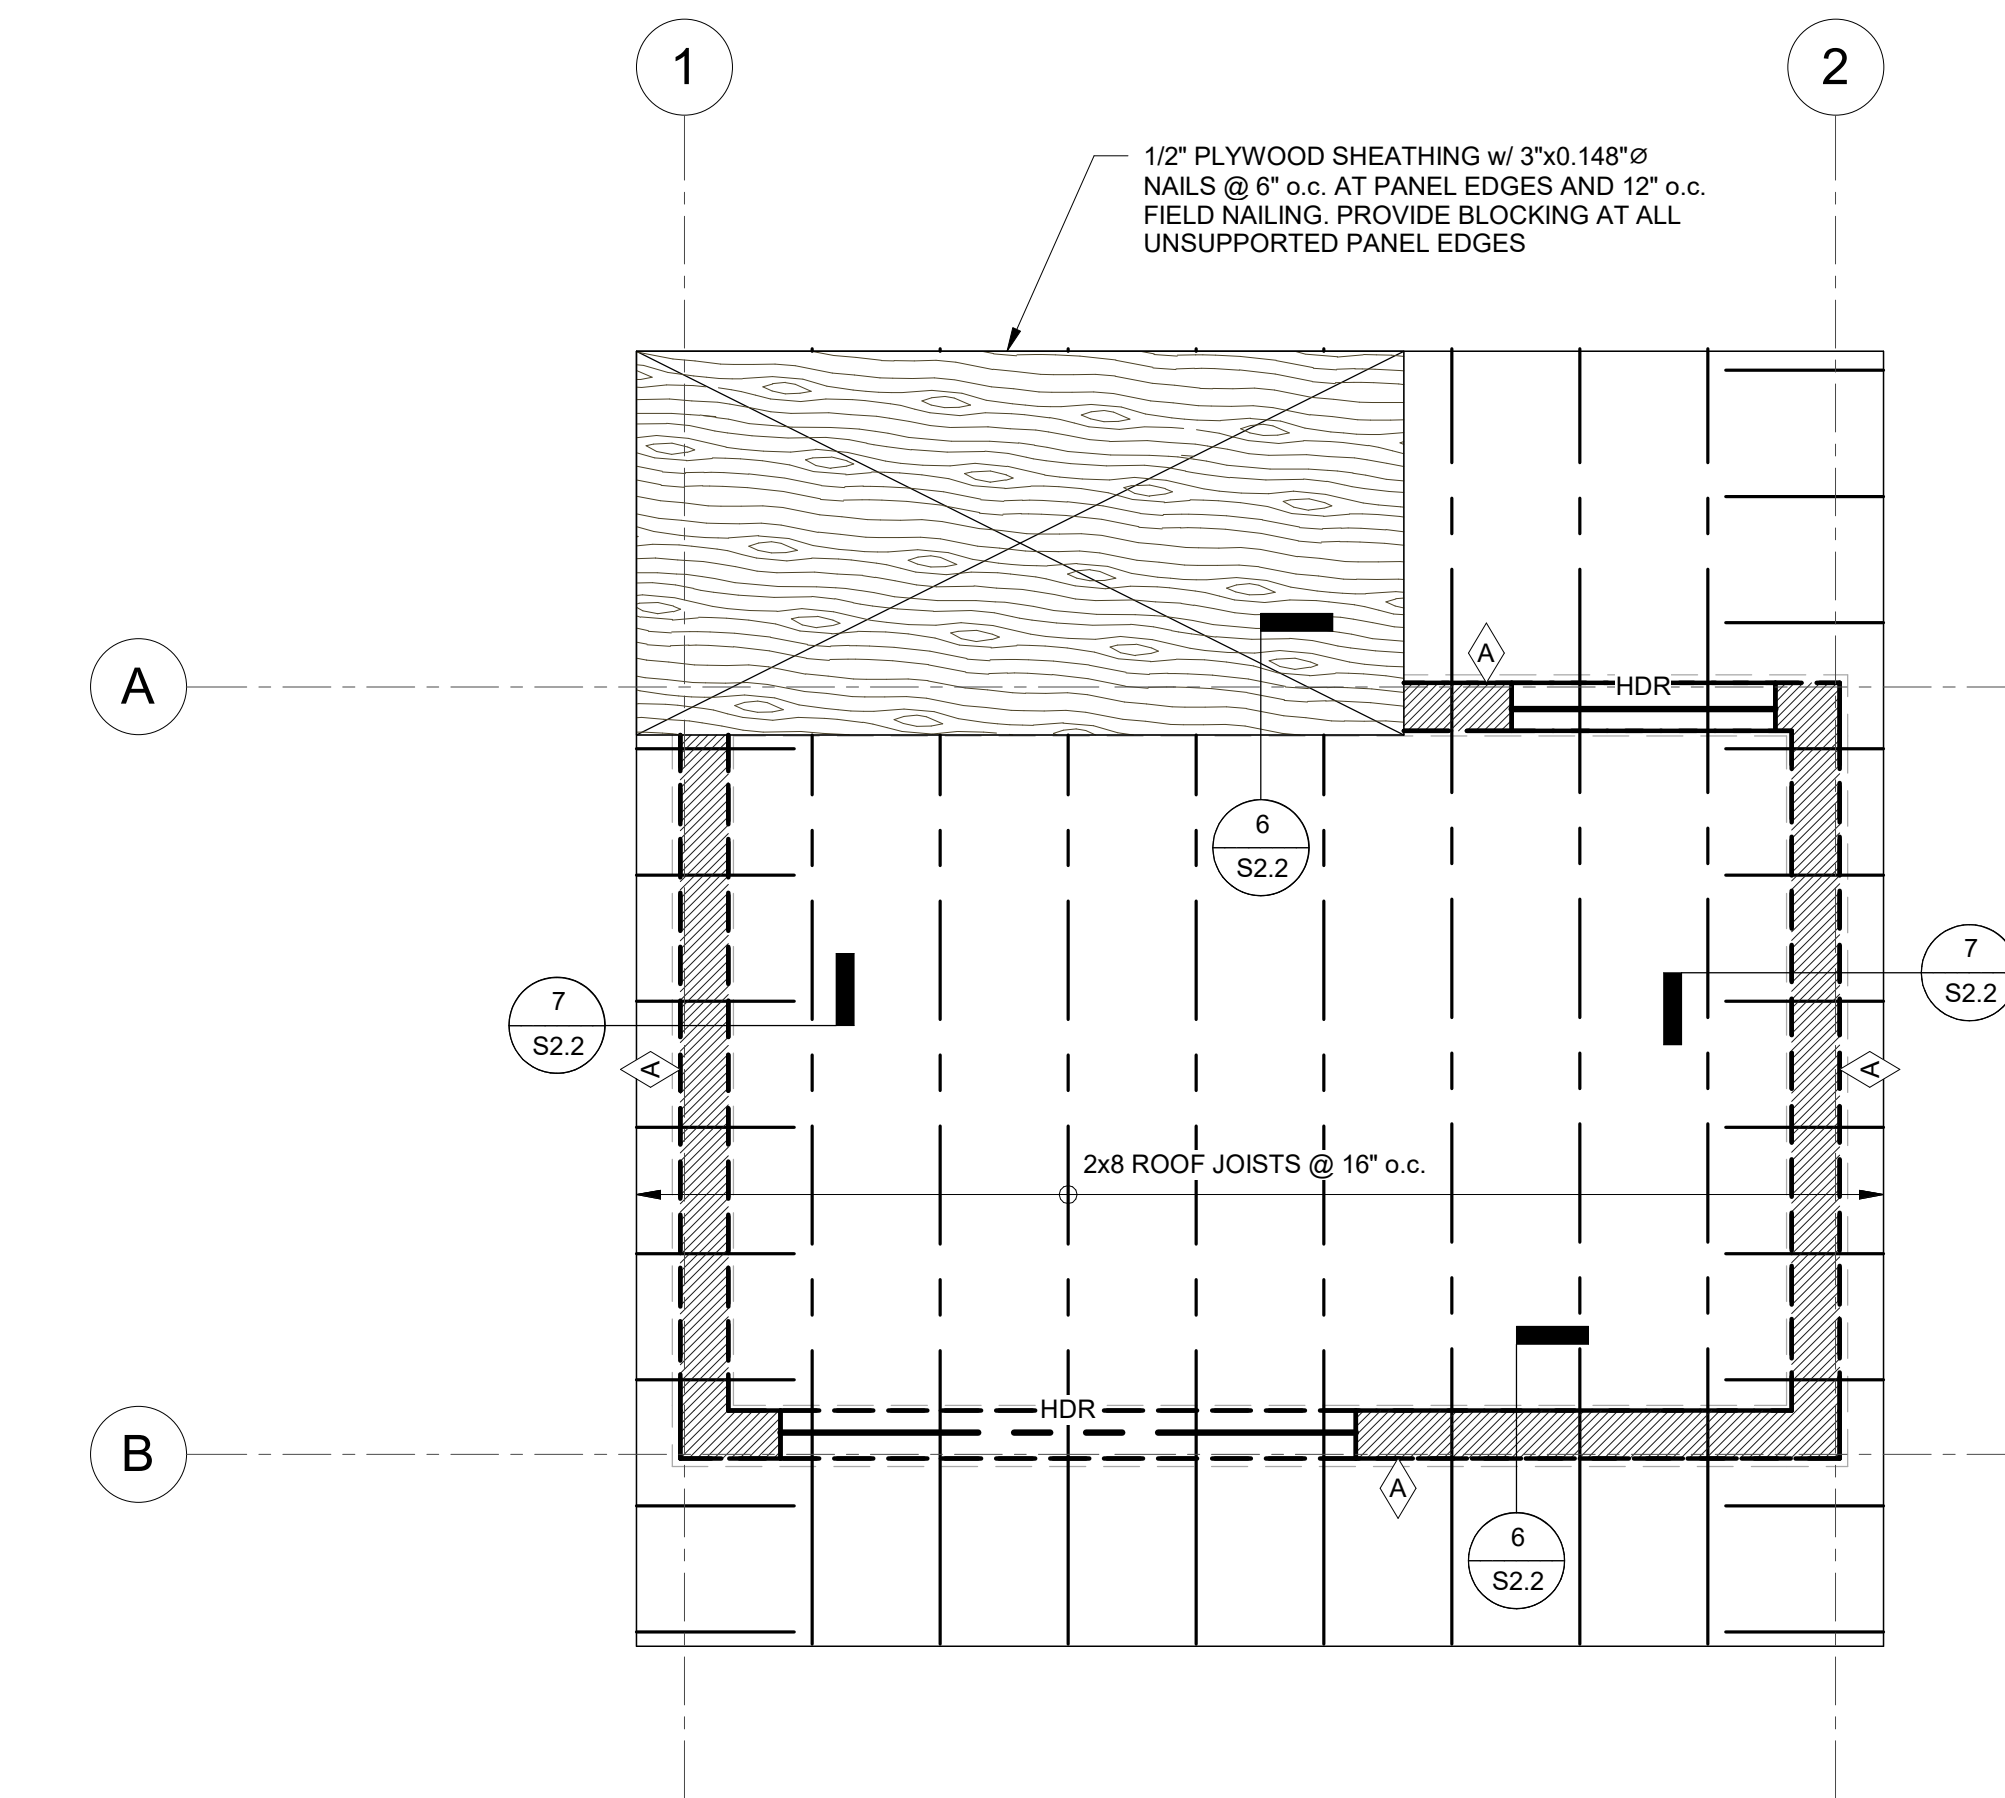 1
2
1/2" PLYWOOD SHEATHING w/ 3"x0.148"Ø
NAILS @ 6" o.c. AT PANEL EDGES AND 12" o.c.
FIELD NAILING. PROVIDE BLOCKING AT ALL
UNSUPPORTED PANEL EDGES
A
A
HDR
6
S2.2
7
S2.2
7
S2.2
A
A
2x8 ROOF JOISTS @ 16" o.c.
HDR
B
A
6
S2.2